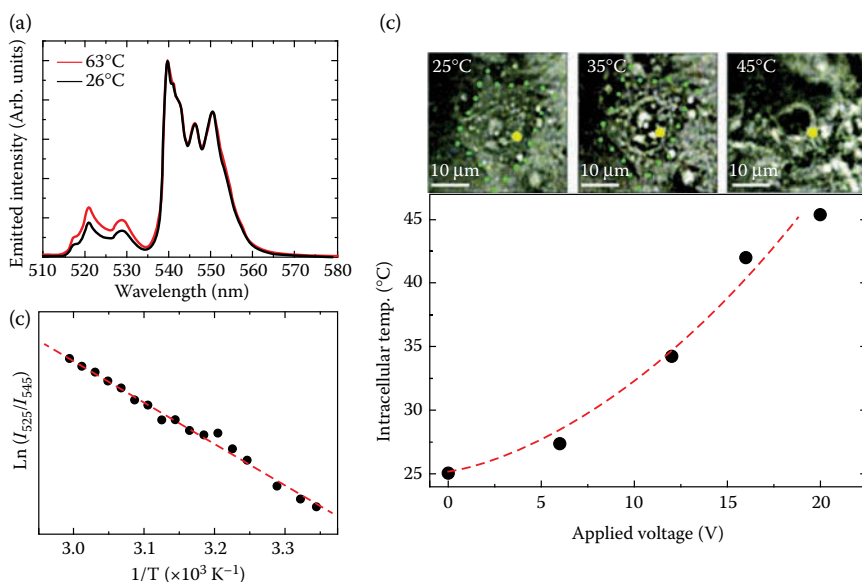 (a)
63°C
26°C
Emitted intensity (Arb. units)
510 520 530 540 550 560 570 580
Wavelength (nm)
(c)
Ln (I₅₂₅/I₅₄₅)
3.0 3.1 3.2 3.3
1/T (×10³ K⁻¹)
(c)
25°C 35°C 45°C
10 μm 10 μm 10 μm
45
40
35
30
25
Intracellular temp. (°C)
0 5 10 15 20
Applied voltage (V)